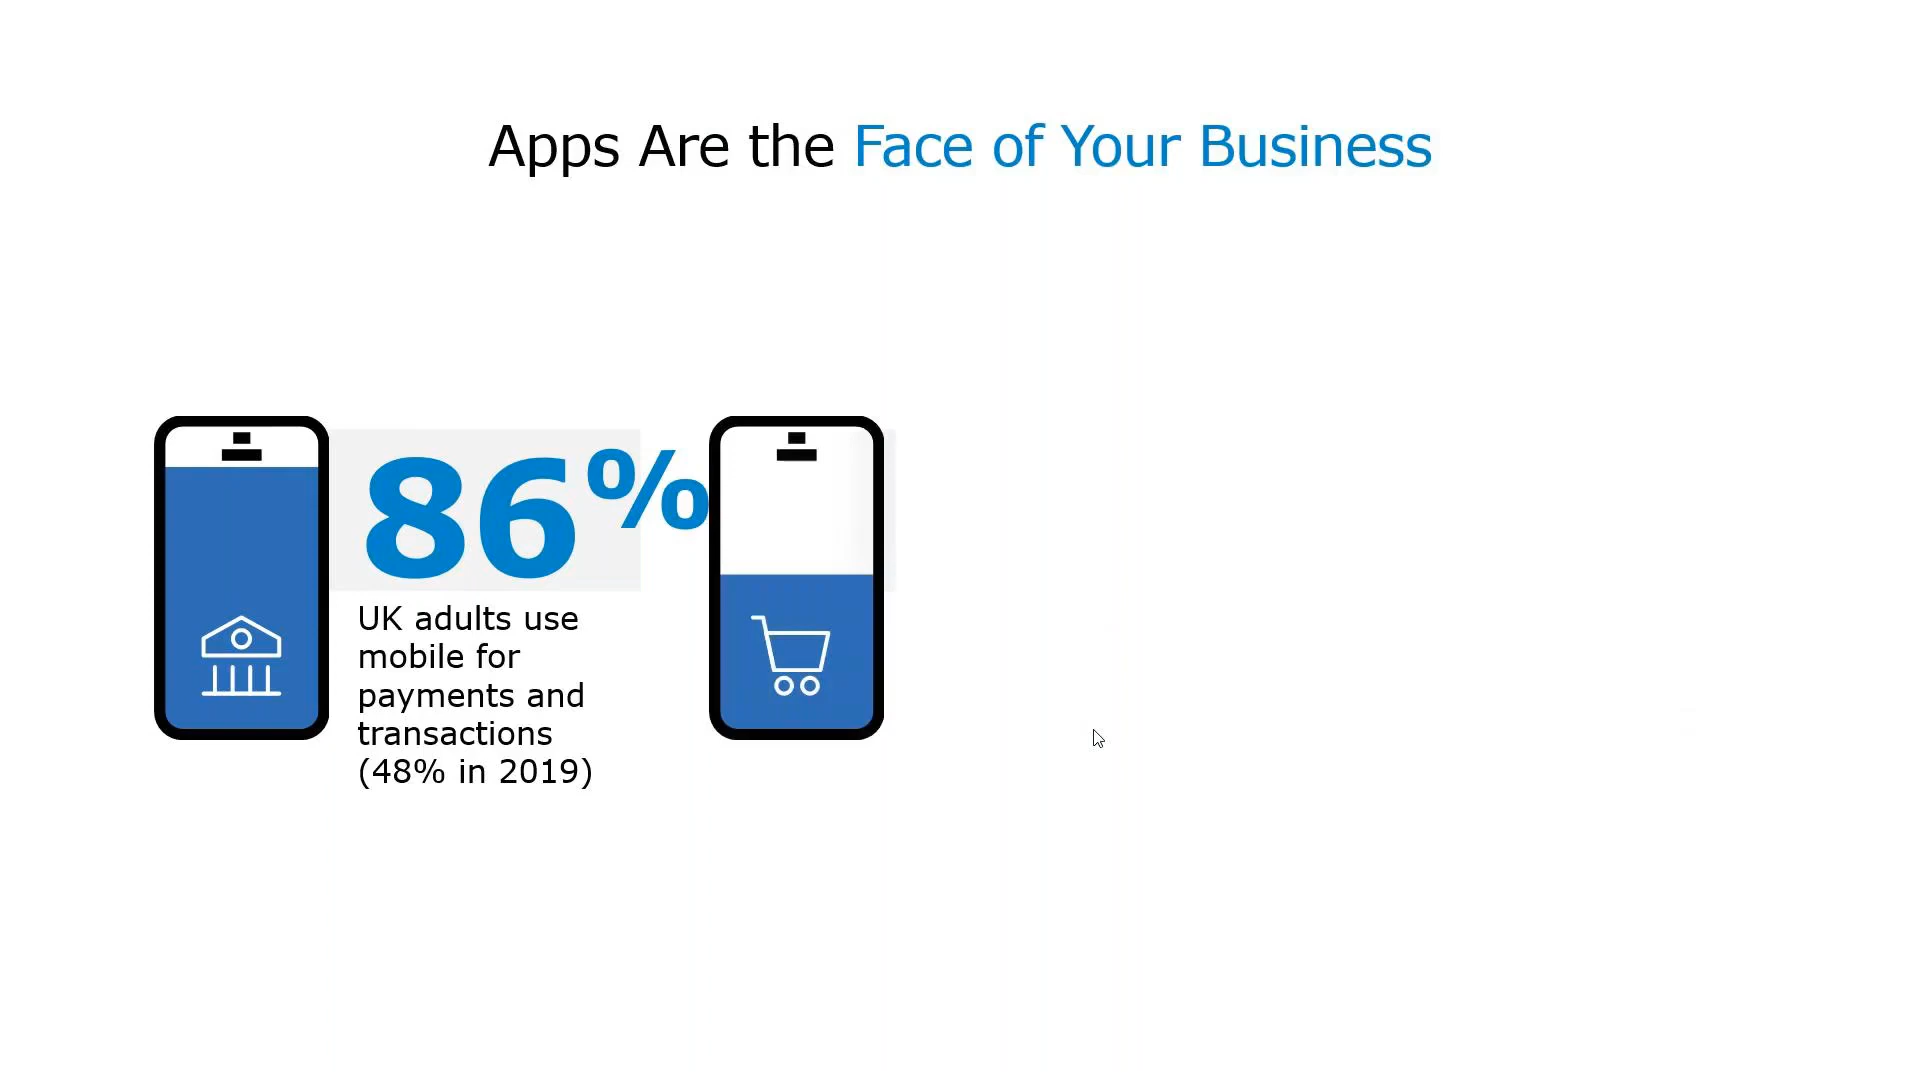 Apps Are the Face of Your Business
86%
UK adults use
mobile for
payments and
transactions
(48% in 2019)